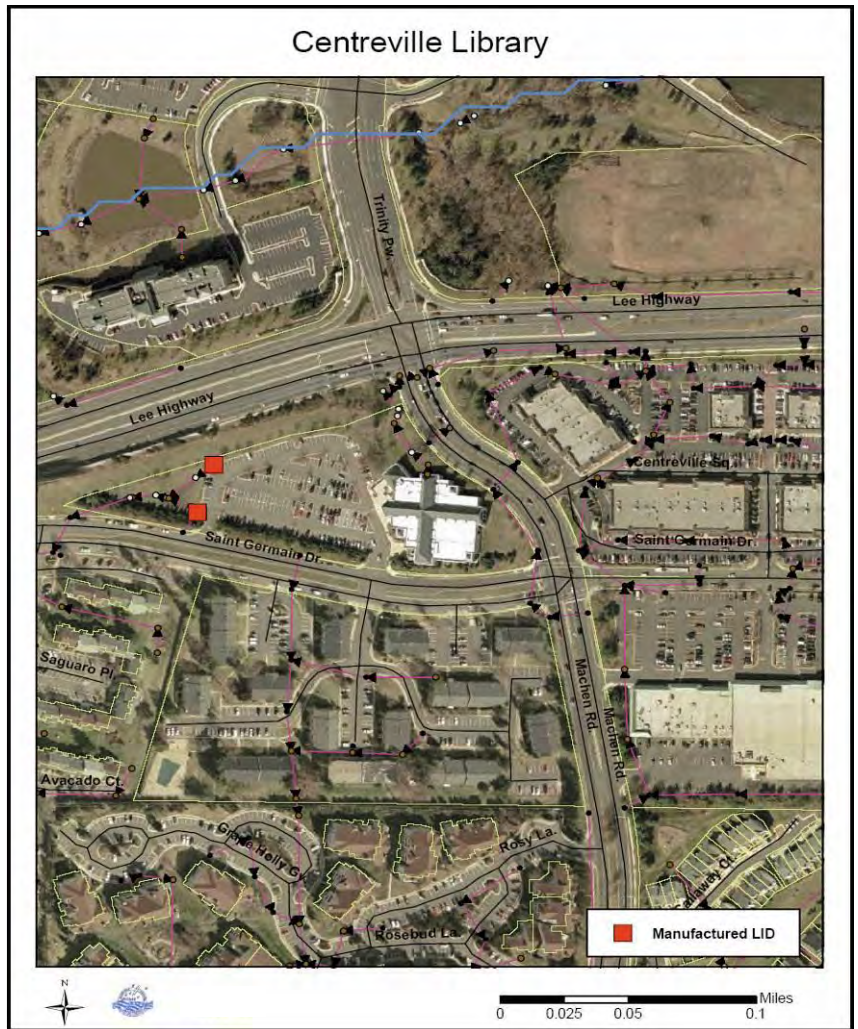 Centreville Library
Trinity Pw.
Lee Highway
Lee Highway
Centreville Sq.
Saint Germain Dr.
Saint Germain Dr.
Saguaro Pl.
Machen Rd.
Machen Rd.
Avacado Ct.
Rosy La.
Rosebud La.
Manufactured LID
N
Miles
0 0.025 0.05 0.1